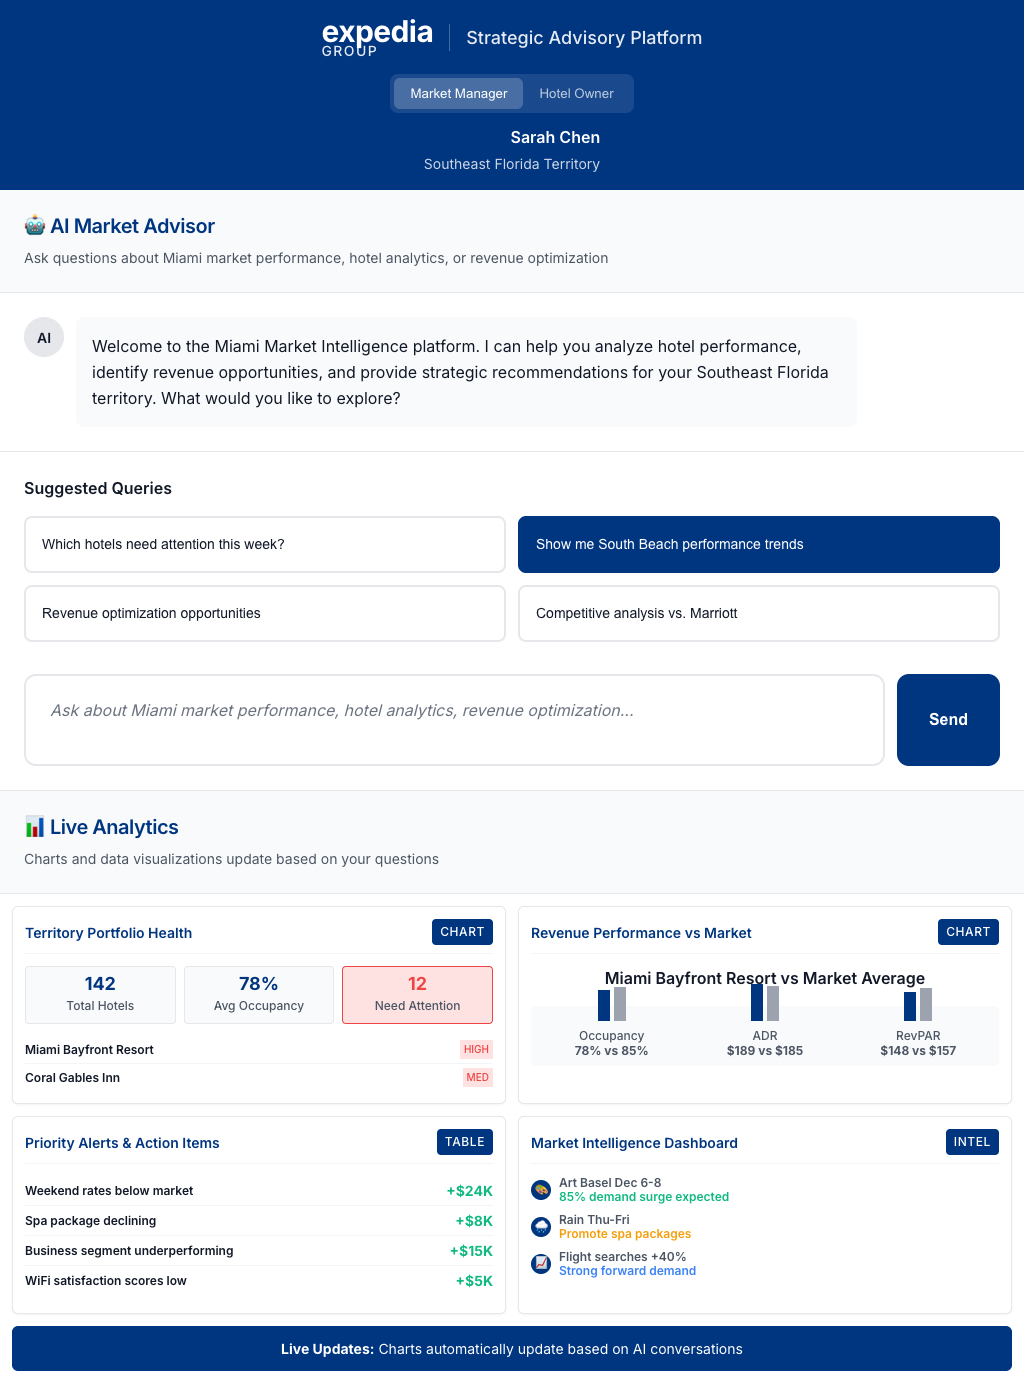 expedia
GROUP
Strategic Advisory Platform
Market Manager
Hotel Owner
Sarah Chen
Southeast Florida Territory
AI Market Advisor
Ask questions about Miami market performance, hotel analytics, or revenue optimization
AI
Welcome to the Miami Market Intelligence platform. I can help you analyze hotel performance,
identify revenue opportunities, and provide strategic recommendations for your Southeast Florida
territory. What would you like to explore?
Suggested Queries
Which hotels need attention this week?
Show me South Beach performance trends
Revenue optimization opportunities
Competitive analysis vs. Marriott
Ask about Miami market performance, hotel analytics, revenue optimization...
Send
Live Analytics
Charts and data visualizations update based on your questions
Territory Portfolio Health
CHART
142
Total Hotels
78%
Avg Occupancy
12
Need Attention
Miami Bayfront Resort
HIGH
Coral Gables Inn
MED
Revenue Performance vs Market
CHART
Miami Bayfront Resort vs Market Average
Occupancy
78% vs 85%
ADR
$189 vs $185
RevPAR
$148 vs $157
Priority Alerts & Action Items
TABLE
Weekend rates below market
+$24K
Spa package declining
+$8K
Business segment underperforming
+$15K
WiFi satisfaction scores low
+$5K
Market Intelligence Dashboard
INTEL
Art Basel Dec 6-8
85% demand surge expected
Rain Thu-Fri
Promote spa packages
Flight searches +40%
Strong forward demand
Live Updates: Charts automatically update based on AI conversations